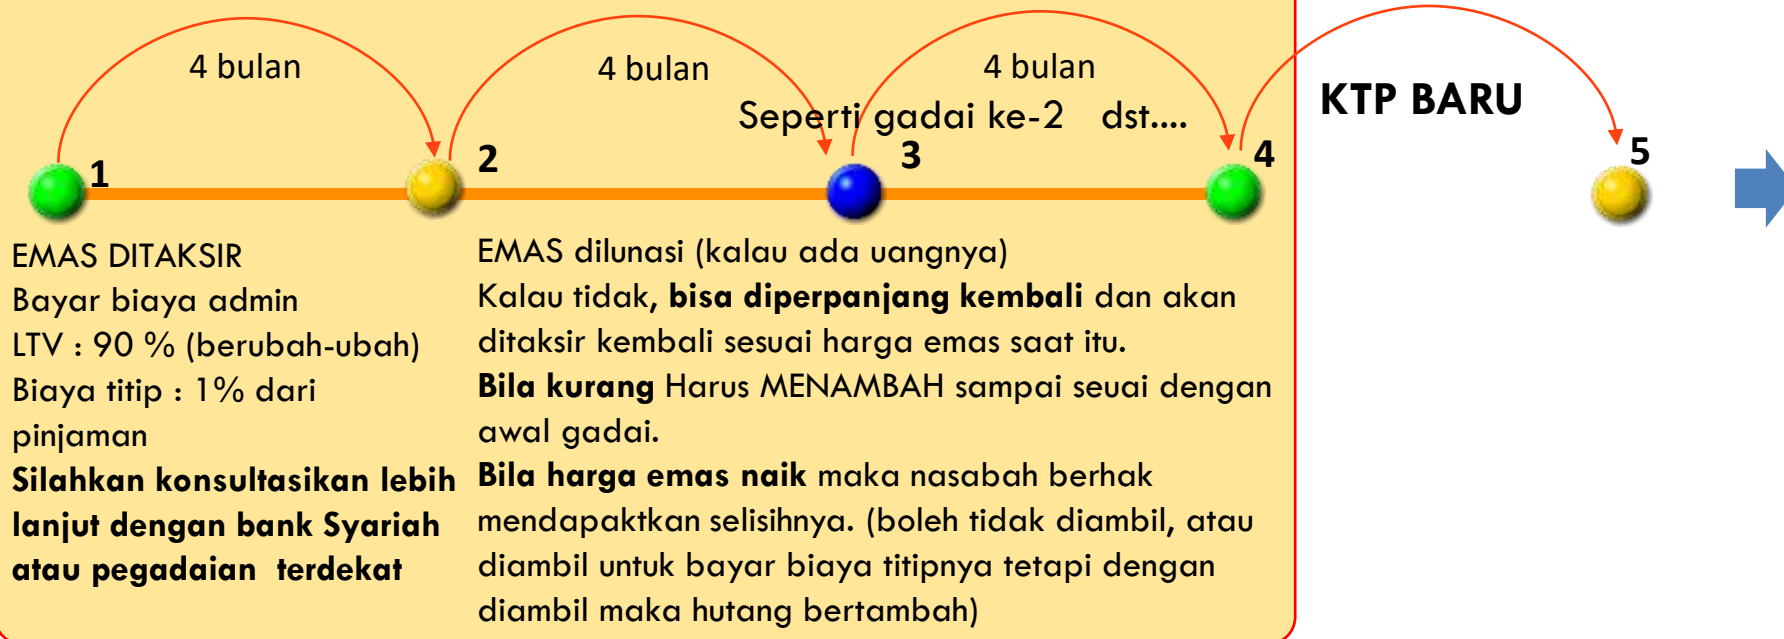 4 bulan
4 bulan
4 bulan
KTP BARU
Seperti gadai ke-2 dst....
1
2
3
4
5
EMAS DITAKSIR
Bayar biaya admin
LTV : 90 % (berubah-ubah)
Biaya titip : 1% dari
pinjaman
Silahkan konsultasikan lebih
lanjut dengan bank Syariah
atau pegadaian terdekat
EMAS dilunasi (kalau ada uangnya)
Kalau tidak, bisa diperpanjang kembali dan akan
ditaksir kembali sesuai harga emas saat itu.
Bila kurang Harus MENAMBAH sampai seuai dengan
awal gadai.
Bila harga emas naik maka nasabah berhak
mendapaktkan selisihnya. (boleh tidak diambil, atau
diambil untuk bayar biaya titipnya tetapi dengan
diambil maka hutang bertambah)